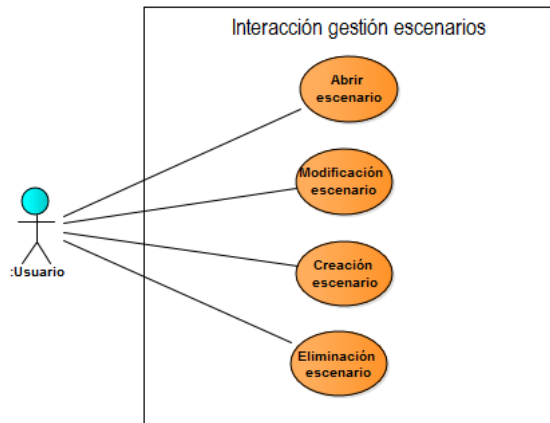 Interacción gestión escenarios
Abrir
escenario
Modificación
escenario
:Usuario
Creación
escenario
Eliminación
escenario